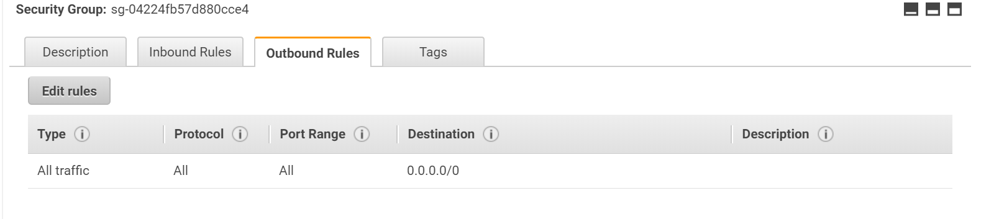 Security Group: sg-04224fb57d880cce4
Description Inbound Rules Outbound Rules Tags
Edit rules
Type Protocol Port Range Destination Description
All traffic All All 0.0.0.0/0